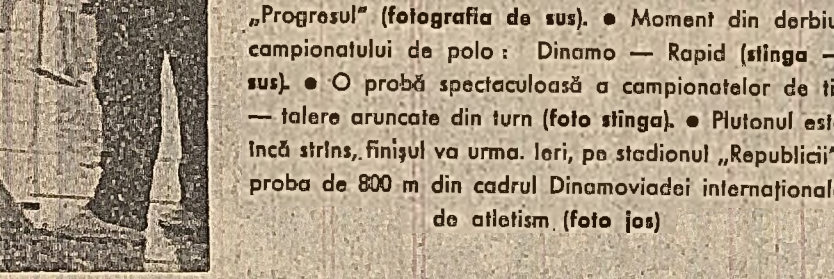 „Progresul" (fotografia de sus). ● Moment din derbiu
campionatului de polo : Dinamo — Rapid (stînga —
sus). ● O probă spectaculoasă a campionatelor de ti
— talere aruncate din turn (foto stînga). ● Plutonul est
încă strîns, finişul va urma. Ieri, pe stadionul „Republicii"
proba de 800 m din cadrul Dinamoviadei internaţional
de atletism (foto jos)